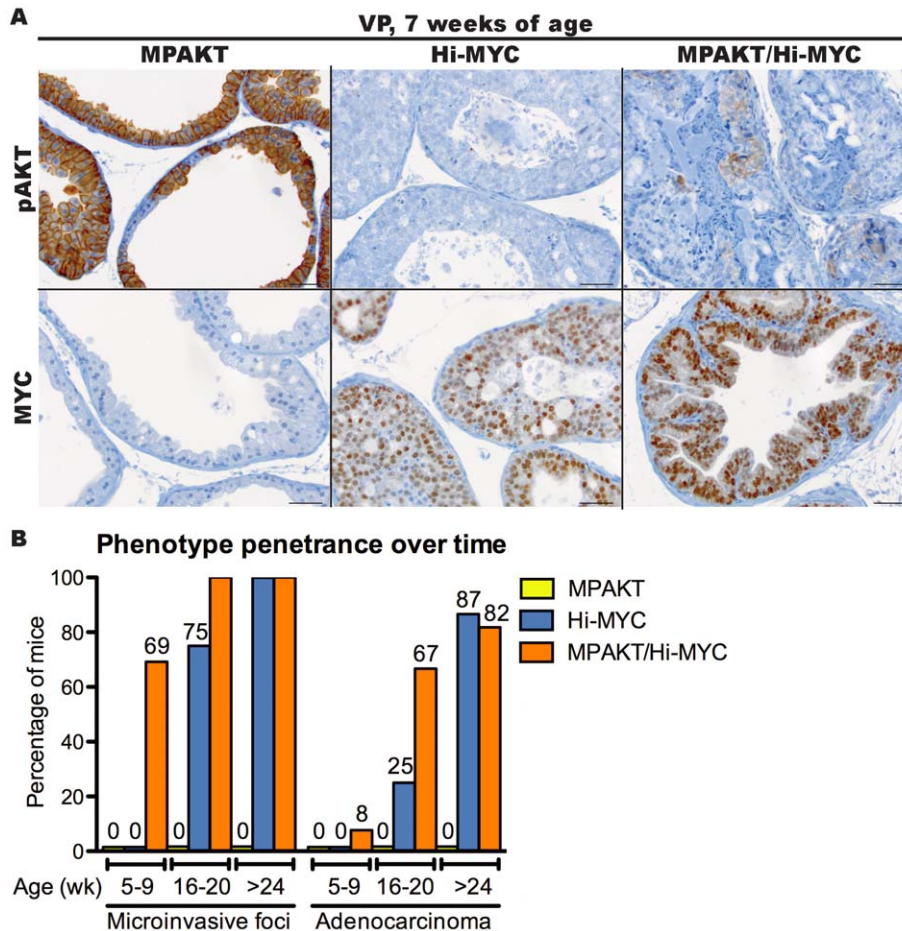 A
VP, 7 weeks of age
MPAKT Hi-MYC MPAKT/Hi-MYC
pAKT
MYC
B
Phenotype penetrance over time
Percentage of mice
100
80
60
40
20
0
0 0 69
0 75
0
0 0 8
0 25 67
0 87 82
MPAKT
Hi-MYC
MPAKT/Hi-MYC
Age (wk) 5-9 16-20 >24 5-9 16-20 >24
Microinvasive foci Adenocarcinoma